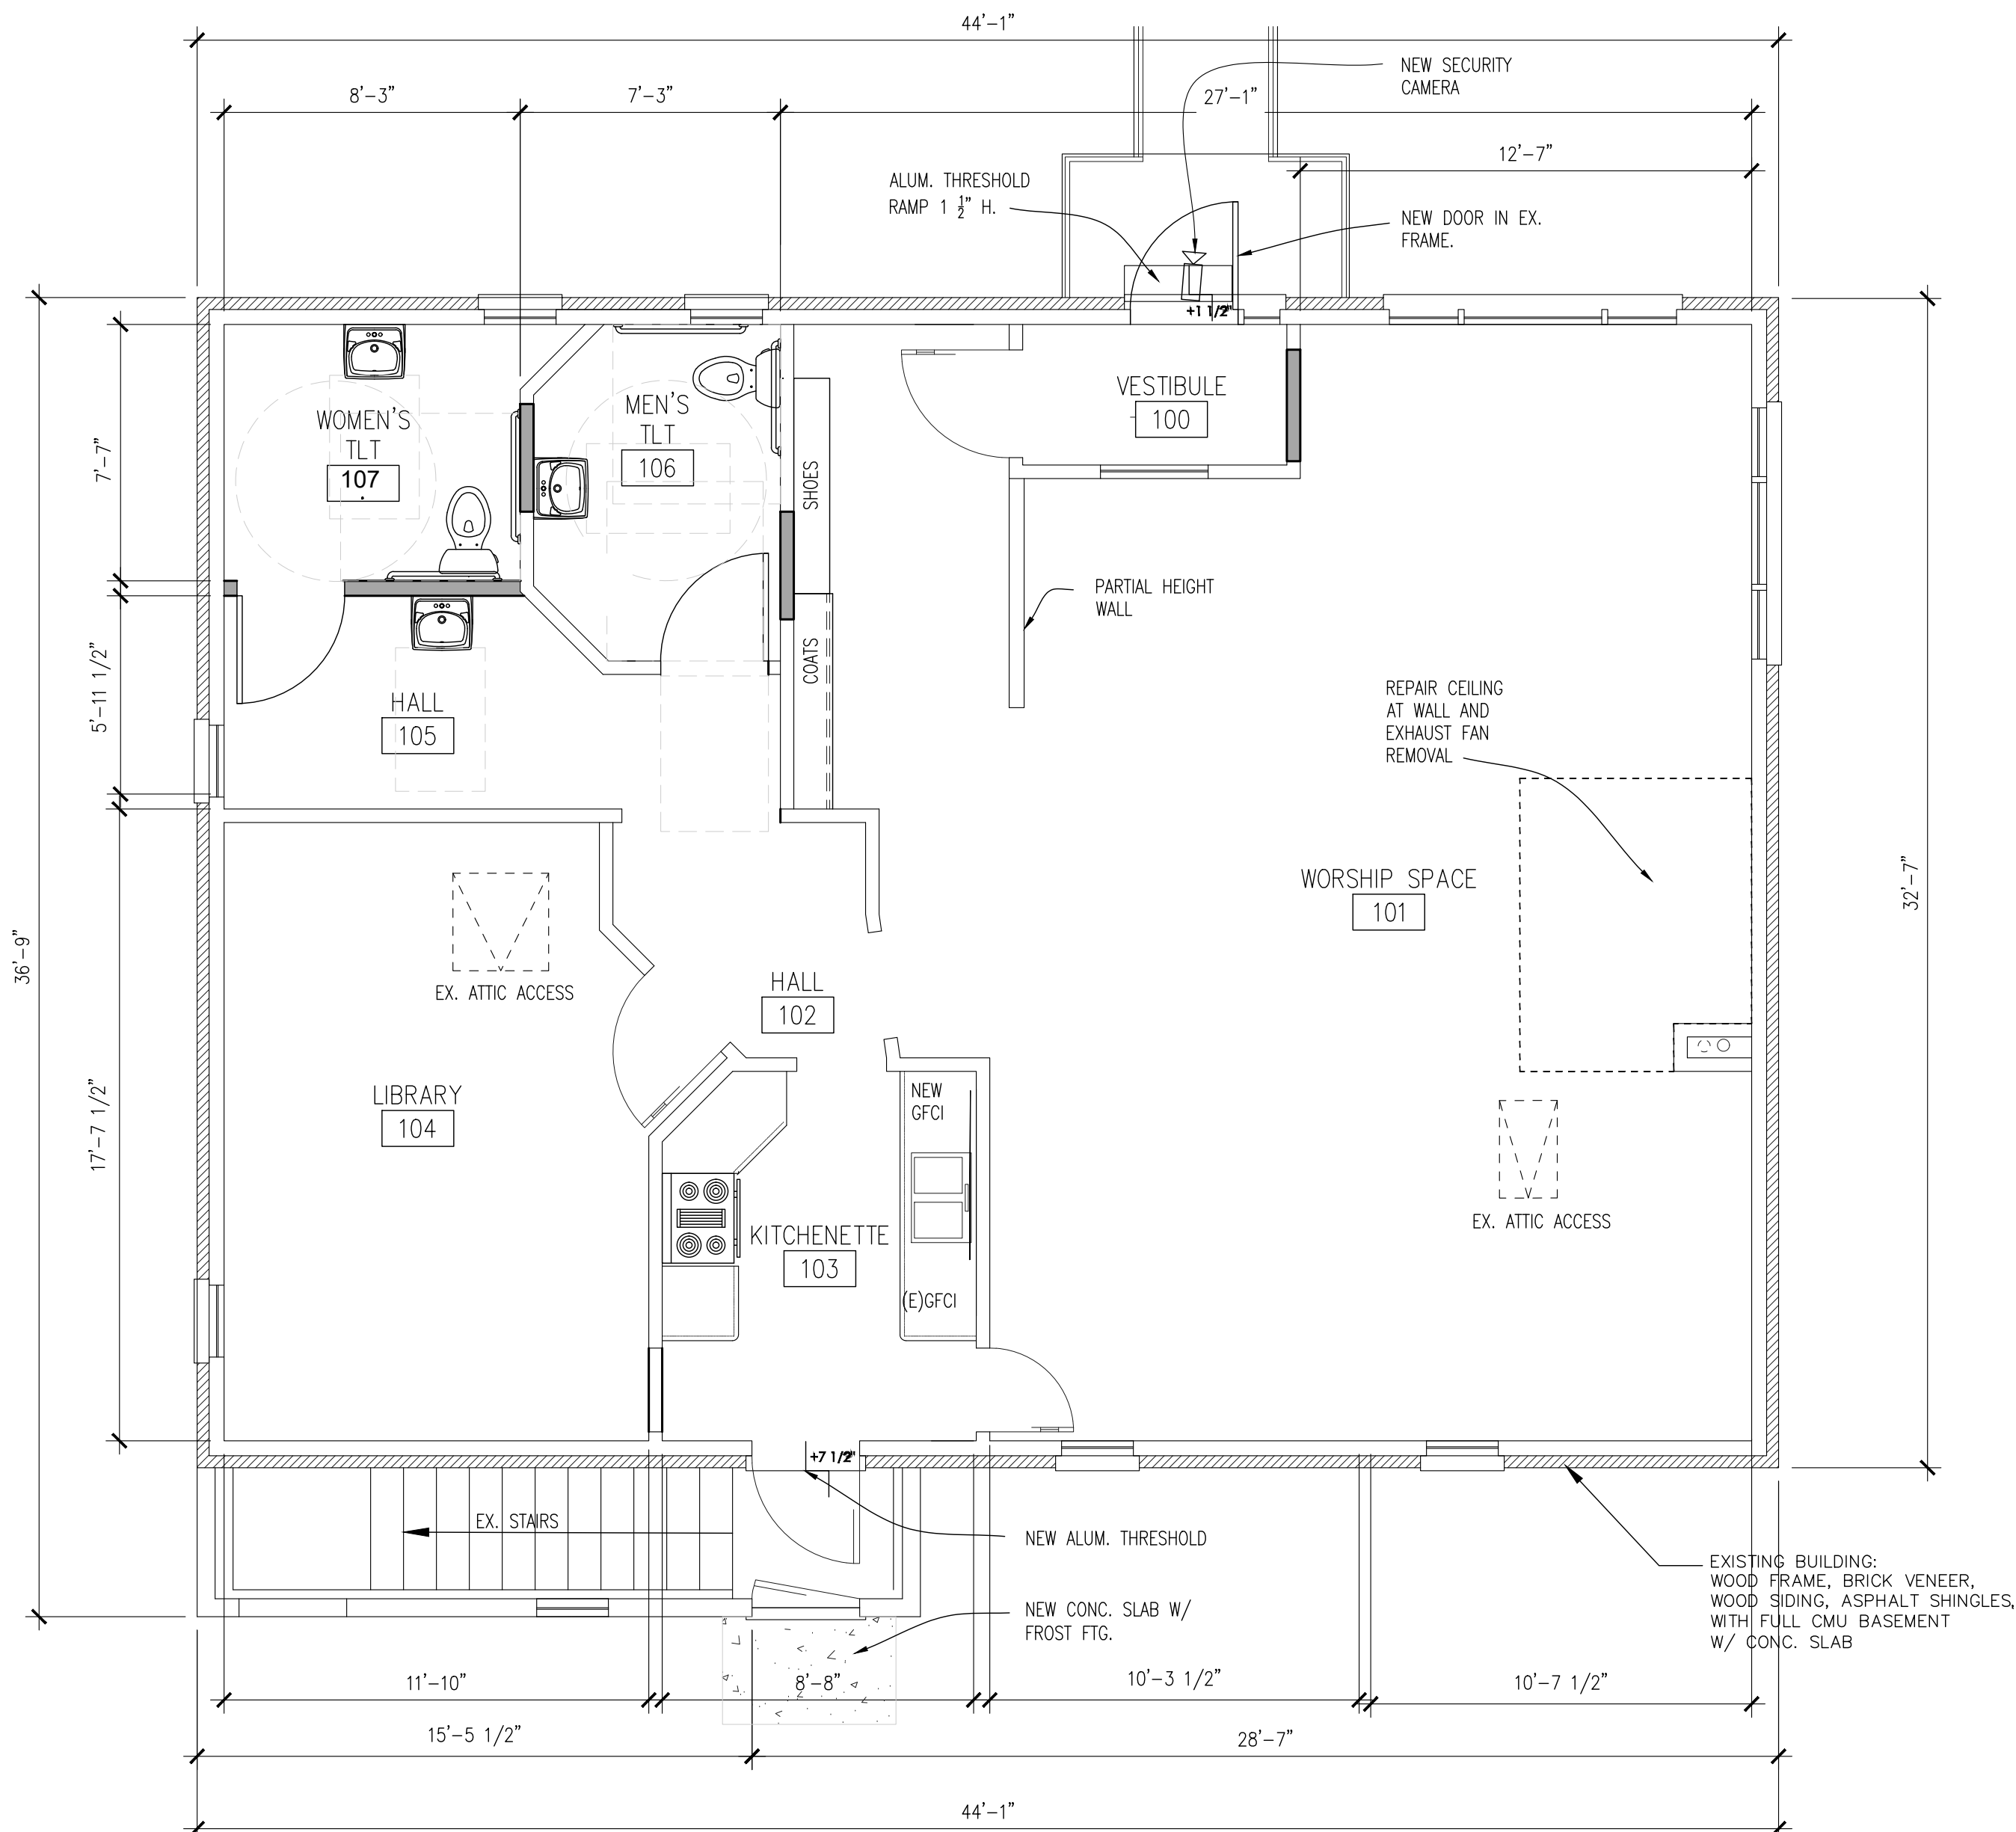 44'-1"
NEW SECURITY
CAMERA
8'-3"
7'-3"
27'-1"
12'-7"
ALUM. THRESHOLD
RAMP 1 1/2" H.
NEW DOOR IN EX.
FRAME.
+1 1/2"
VESTIBULE
100
WOMEN'S
TLT
107
MEN'S
TLT
106
SHOES
7'-7"
PARTIAL HEIGHT
WALL
COATS
5'-11 1/2"
HALL
105
REPAIR CEILING
AT WALL AND
EXHAUST FAN
REMOVAL
WORSHIP SPACE
101
32'-7"
36'-9"
EX. ATTIC ACCESS
HALL
102
LIBRARY
104
NEW
GFCI
17'-7 1/2"
EX. ATTIC ACCESS
KITCHENETTE
103
(E)GFCI
+7 1/2"
EX. STAIRS
NEW ALUM. THRESHOLD
EXISTING BUILDING:
WOOD FRAME, BRICK VENEER,
WOOD SIDING, ASPHALT SHINGLES,
WITH FULL CMU BASEMENT
W/ CONC. SLAB
NEW CONC. SLAB W/
FROST FTG.
11'-10"
8'-8"
10'-3 1/2"
10'-7 1/2"
15'-5 1/2"
28'-7"
44'-1"